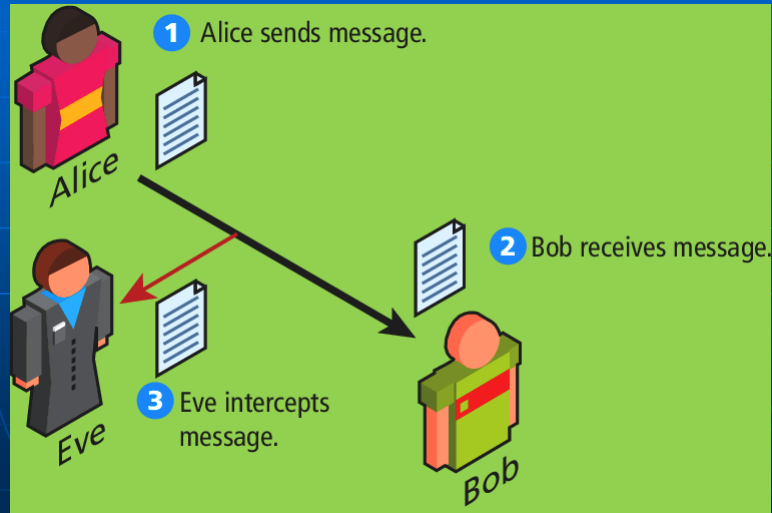 1 Alice sends message.
Alice
2 Bob receives message.
3 Eve intercepts
message.
Eve
Bob